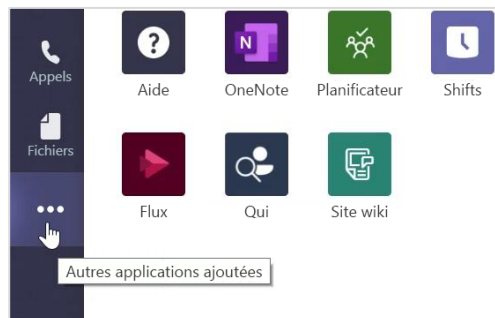 Appels
Fichiers
?
N
Aide
OneNote
Planificateur
Shifts
Flux
Qui
Site wiki
Autres applications ajoutées